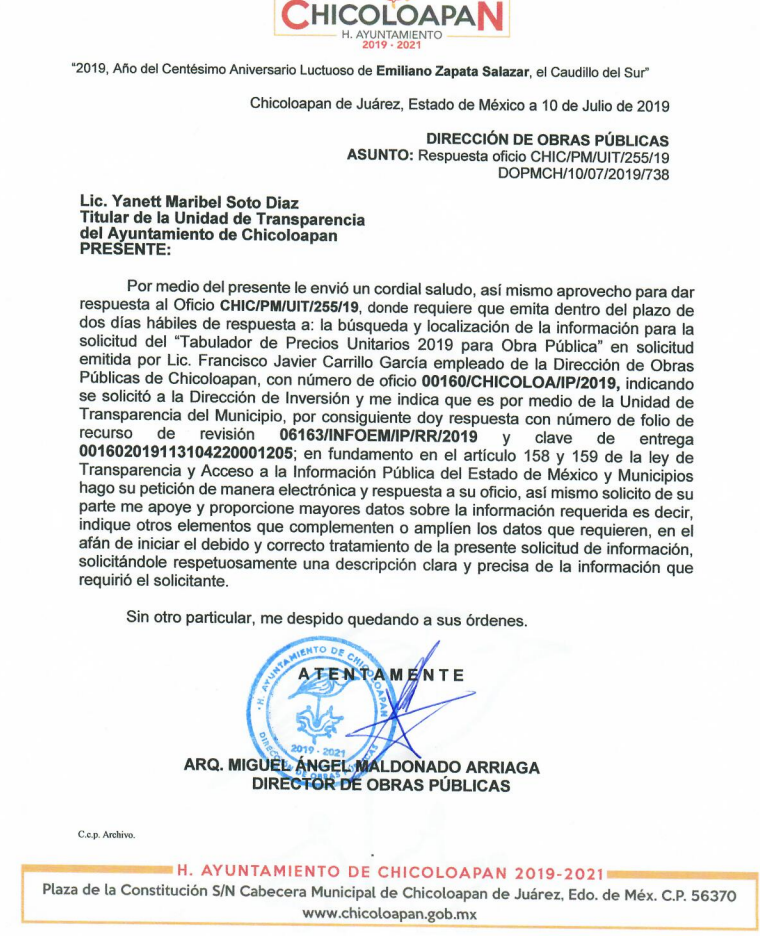 CHICOLOAPAN
H. AYUNTAMIENTO
2019 - 2021
"2019, Año del Centésimo Aniversario Luctuoso de Emiliano Zapata Salazar, el Caudillo del Sur"
Chicoloapan de Juárez, Estado de México a 10 de Julio de 2019
DIRECCIÓN DE OBRAS PÚBLICAS
ASUNTO: Respuesta oficio CHIC/PM/UIT/255/19
DOPMCH/10/07/2019/738
Lic. Yanett Maribel Soto Diaz
Titular de la Unidad de Transparencia
del Ayuntamiento de Chicoloapan
PRESENTE:
Por medio del presente le envió un cordial saludo, así mismo aprovecho para dar
respuesta al Oficio CHIC/PM/UIT/255/19, donde requiere que emita dentro del plazo de
dos días hábiles de respuesta a: la búsqueda y localización de la información para la
solicitud del "Tabulador de Precios Unitarios 2019 para Obra Pública" en solicitud
emitida por Lic. Francisco Javier Carrillo García empleado de la Dirección de Obras
Públicas de Chicoloapan, con número de oficio 00160/CHICOLOA/IP/2019, indicando
se solicitó a la Dirección de Inversión y me indica que es por medio de la Unidad de
Transparencia del Municipio, por consiguiente doy respuesta con número de folio de
recurso de revisión 06163/INFOEM/IP/RR/2019 y clave de entrega
001602019113104220001205; en fundamento en el artículo 158 y 159 de la ley de
Transparencia y Acceso a la Información Pública del Estado de México y Municipios
hago su petición de manera electrónica y respuesta a su oficio, así mismo solicito de su
parte me apoye y proporcione mayores datos sobre la información requerida es decir,
indique otros elementos que complementen o amplíen los datos que requieren, en el
afán de iniciar el debido y correcto tratamiento de la presente solicitud de información,
solicitándole respetuosamente una descripción clara y precisa de la información que
requirió el solicitante.
Sin otro particular, me despido quedando a sus órdenes.
H. AYUNTAMIENTO DE CHICOLOAPAN
ATENTAMENTE
2019 - 2021
DIRECCIÓN DE OBRAS PÚBLICAS
ARQ. MIGUEL ÁNGEL MALDONADO ARRIAGA
DIRECTOR DE OBRAS PÚBLICAS
C.c.p. Archivo.
H. AYUNTAMIENTO DE CHICOLOAPAN 2019-2021
Plaza de la Constitución S/N Cabecera Municipal de Chicoloapan de Juárez, Edo. de Méx. C.P. 56370
www.chicoloapan.gob.mx